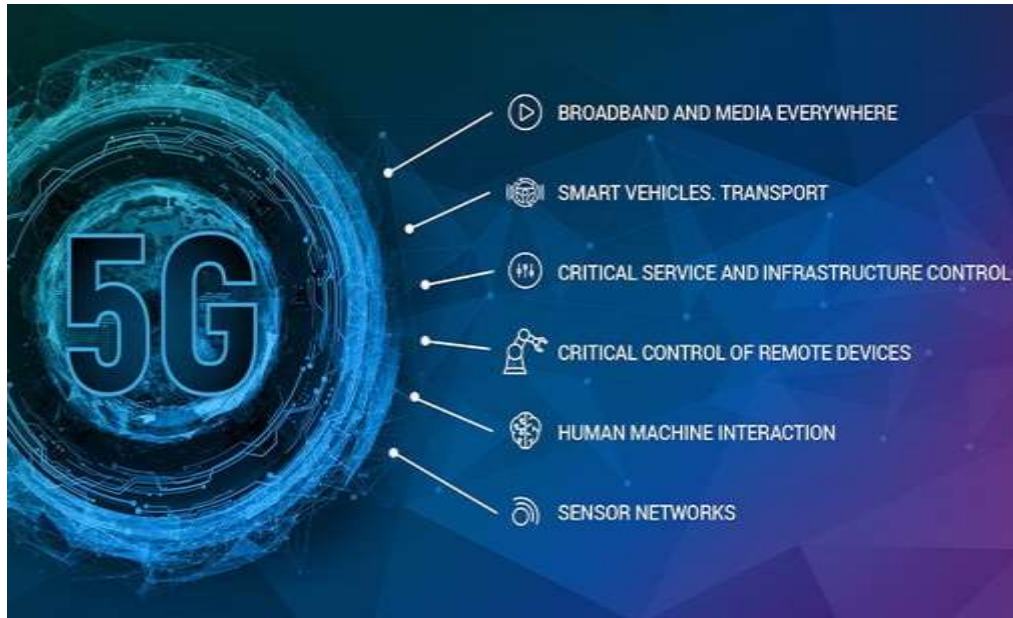 5G
BROADBAND AND MEDIA EVERYWHERE
SMART VEHICLES. TRANSPORT
CRITICAL SERVICE AND INFRASTRUCTURE CONTROL
CRITICAL CONTROL OF REMOTE DEVICES
HUMAN MACHINE INTERACTION
SENSOR NETWORKS